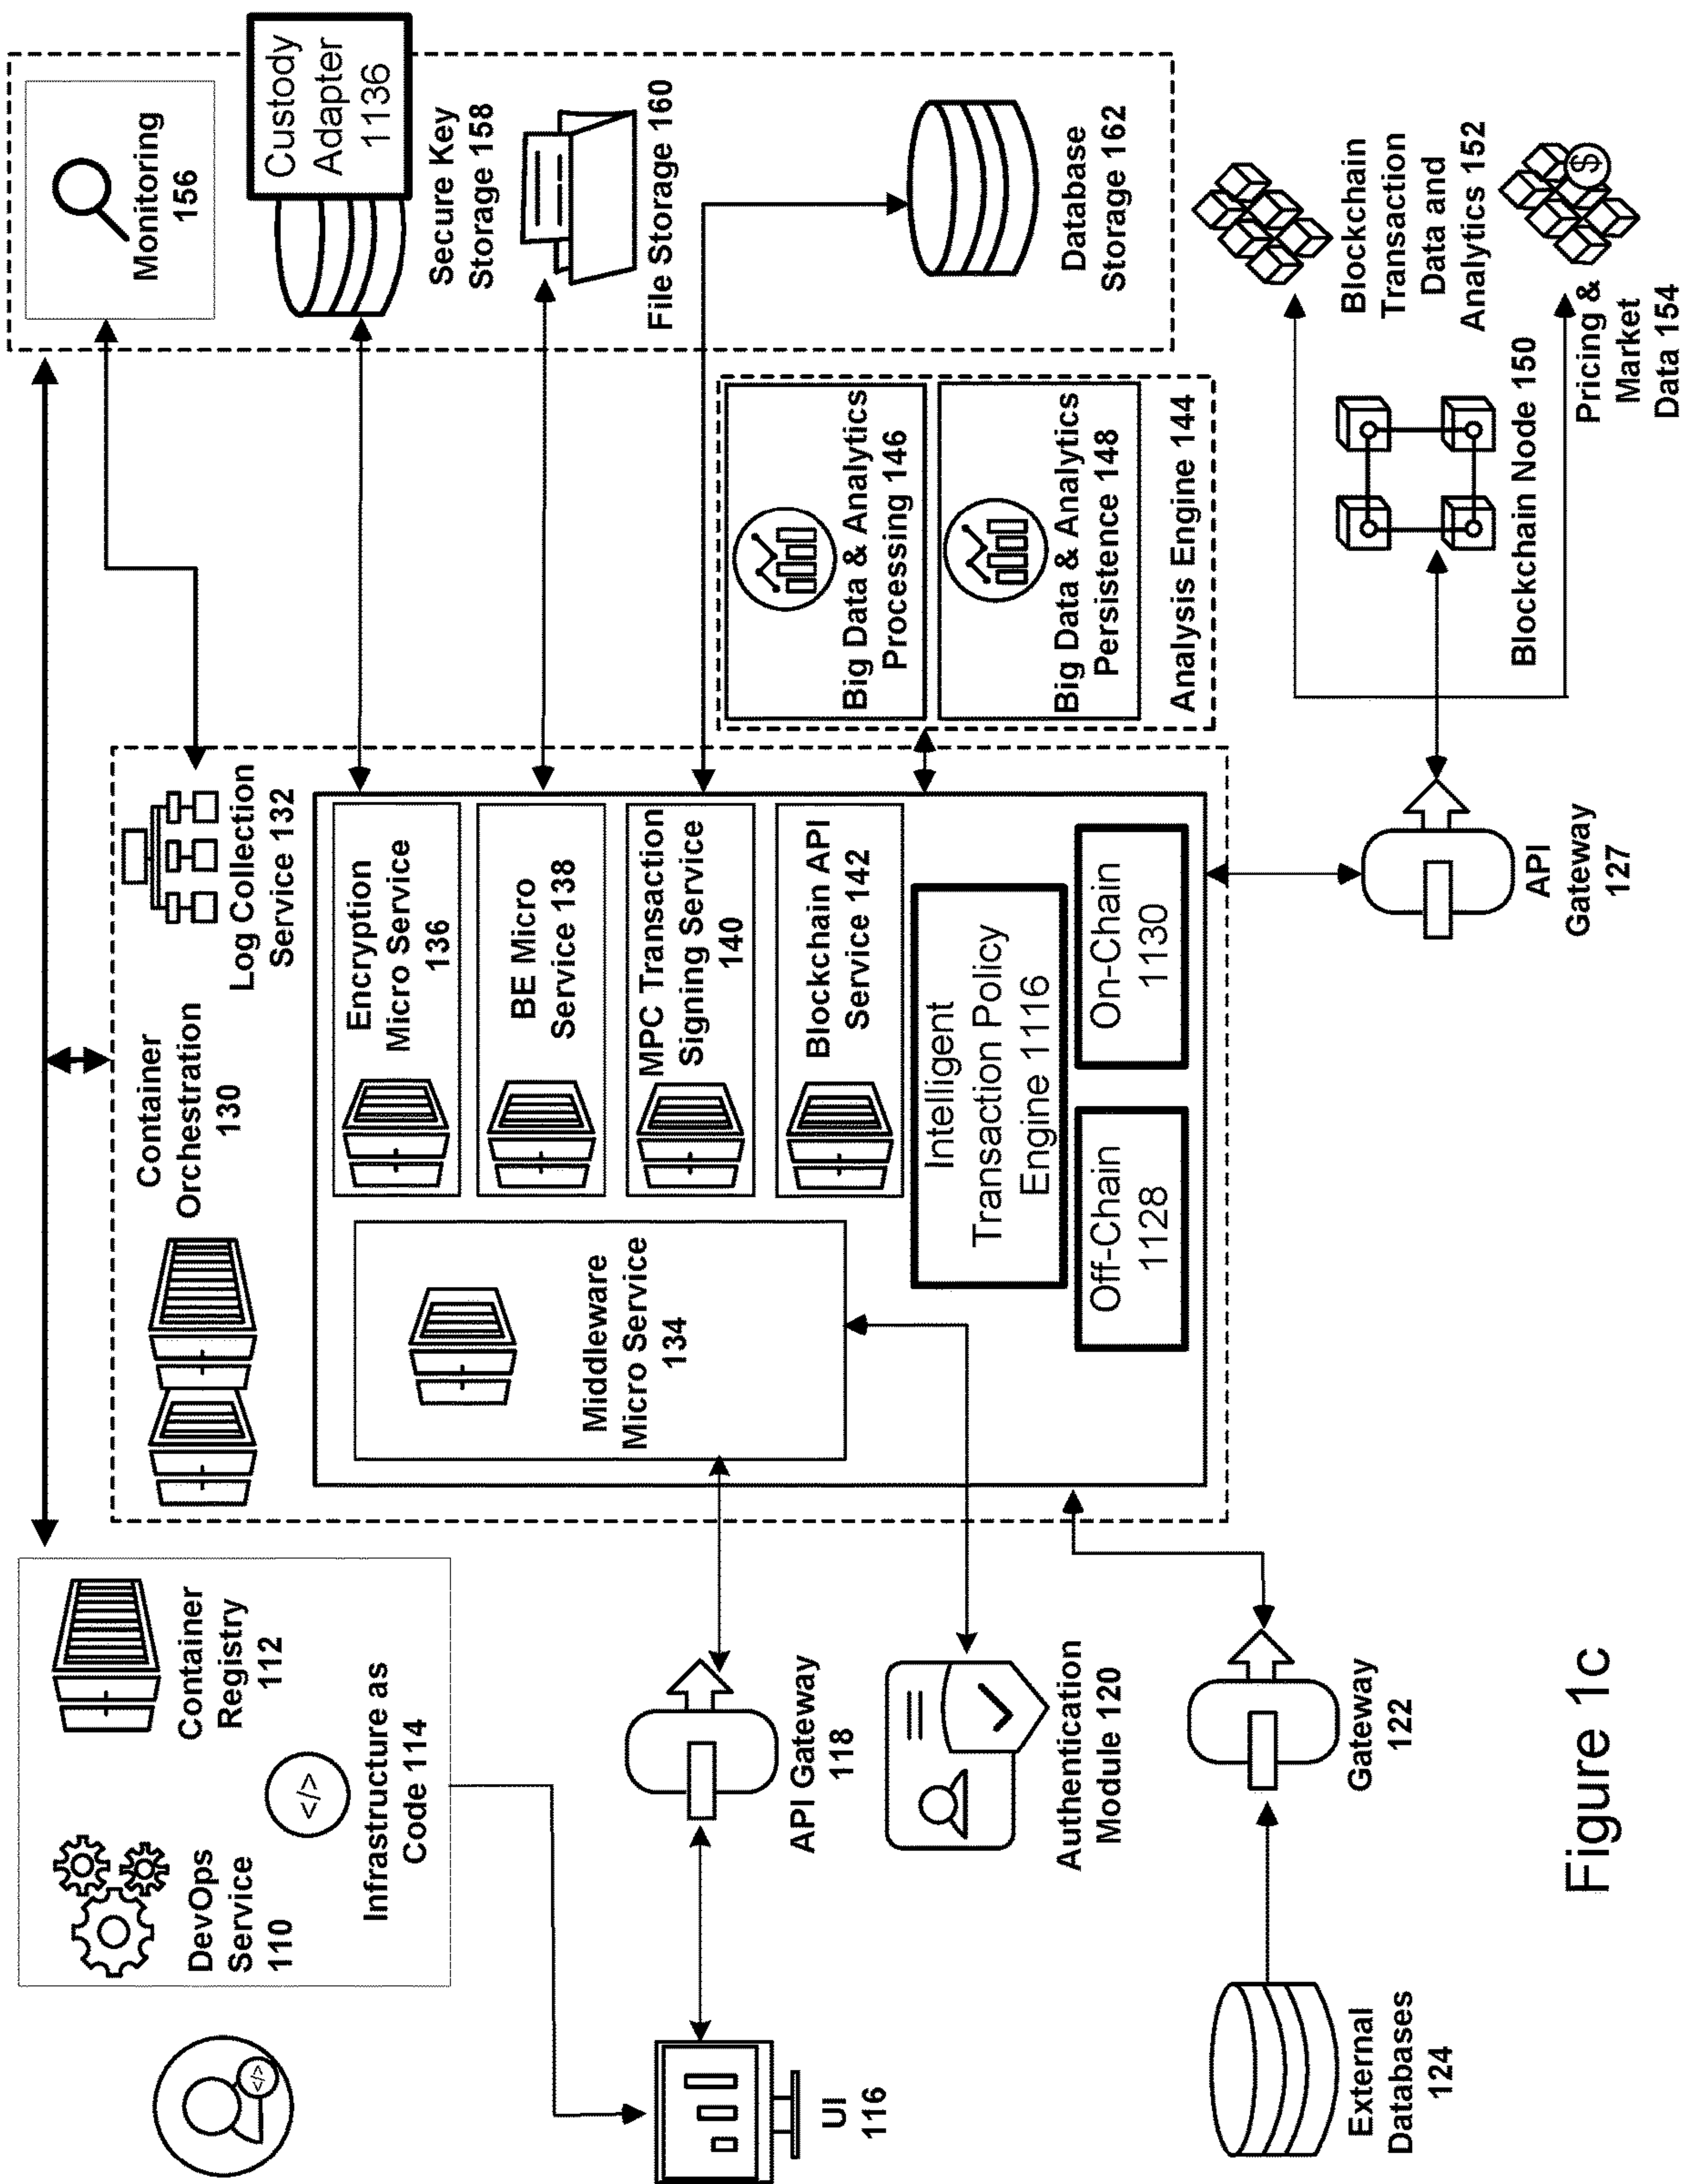 DevOps
Service
110
Container
Registry
112
Infrastructure as
Code 114
</>
</>
UI
116
API Gateway
118
Authentication
Module 120
External
Databases
124
Gateway
122
Container
Orchestration
130
Log Collection
Service 132
Middleware
Micro Service
134
Encryption
Micro Service
136
BE Micro
Service 138
MPC Transaction
Signing Service
140
Blockchain API
Service 142
Intelligent
Transaction Policy
Engine 1116
Off-Chain
1128
On-Chain
1130
Monitoring
156
Custody
Adapter
1136
Secure Key
Storage 158
File Storage 160
Database
Storage 162
Big Data & Analytics
Processing 146
Big Data & Analytics
Persistence 148
Analysis Engine 144
API
Gateway
127
Blockchain Node 150
Blockchain
Transaction
Data and
Analytics 152
$
Pricing &
Market
Data 154
Figure 1c